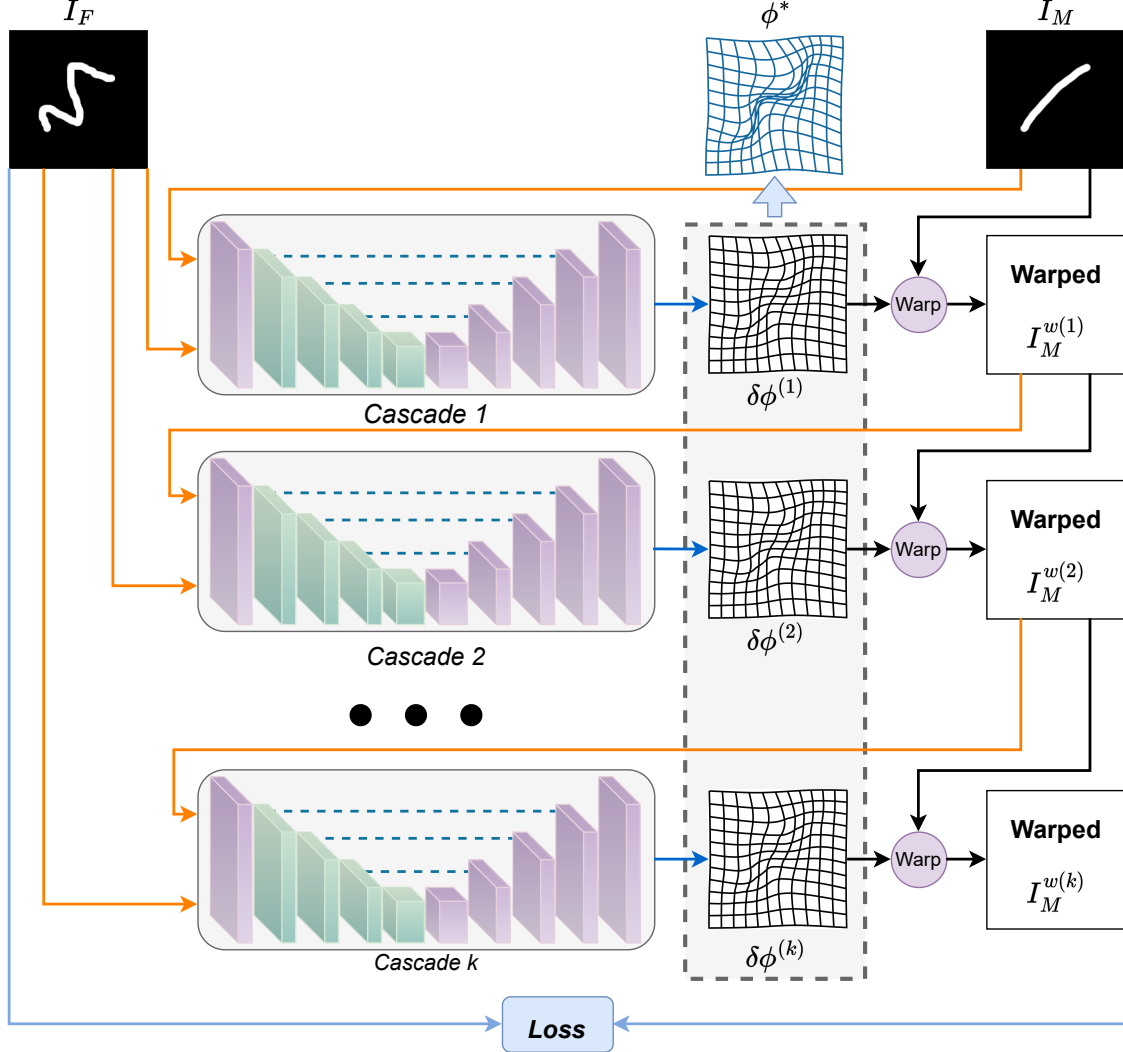 I_F
ϕ*
I_M
Warp
Warped
I_M^{w(1)}
δϕ^{(1)}
Cascade 1
Warp
Warped
I_M^{w(2)}
δϕ^{(2)}
Cascade 2
Warp
Warped
I_M^{w(k)}
δϕ^{(k)}
Cascade k
Loss